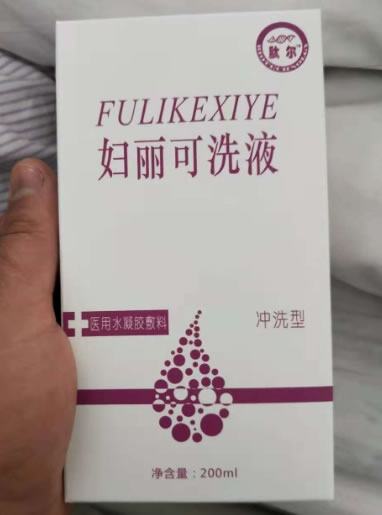 肽尔
FULIKEXIYE
妇丽可洗液
医用水凝胶敷料
冲洗型
净含量：200ml